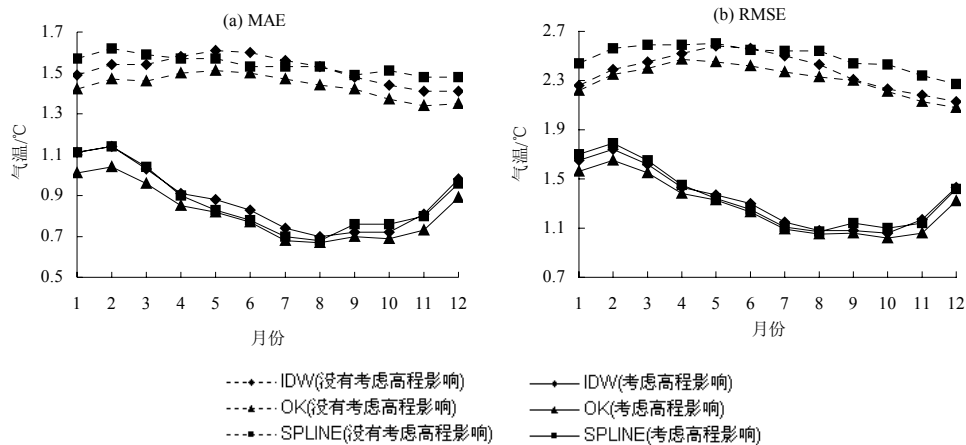 (a) MAE
(b) RMSE
气温/℃
1.7
1.5
1.3
1.1
0.9
0.7
0.5
1 2 3 4 5 6 7 8 9 10 11 12
月份
气温/℃
2.7
2.3
1.9
1.5
1.1
0.7
1 2 3 4 5 6 7 8 9 10 11 12
月份
IDW(没有考虑高程影响)
IDW(考虑高程影响)
OK(没有考虑高程影响)
OK(考虑高程影响)
SPLINE(没有考虑高程影响)
SPLINE(考虑高程影响)